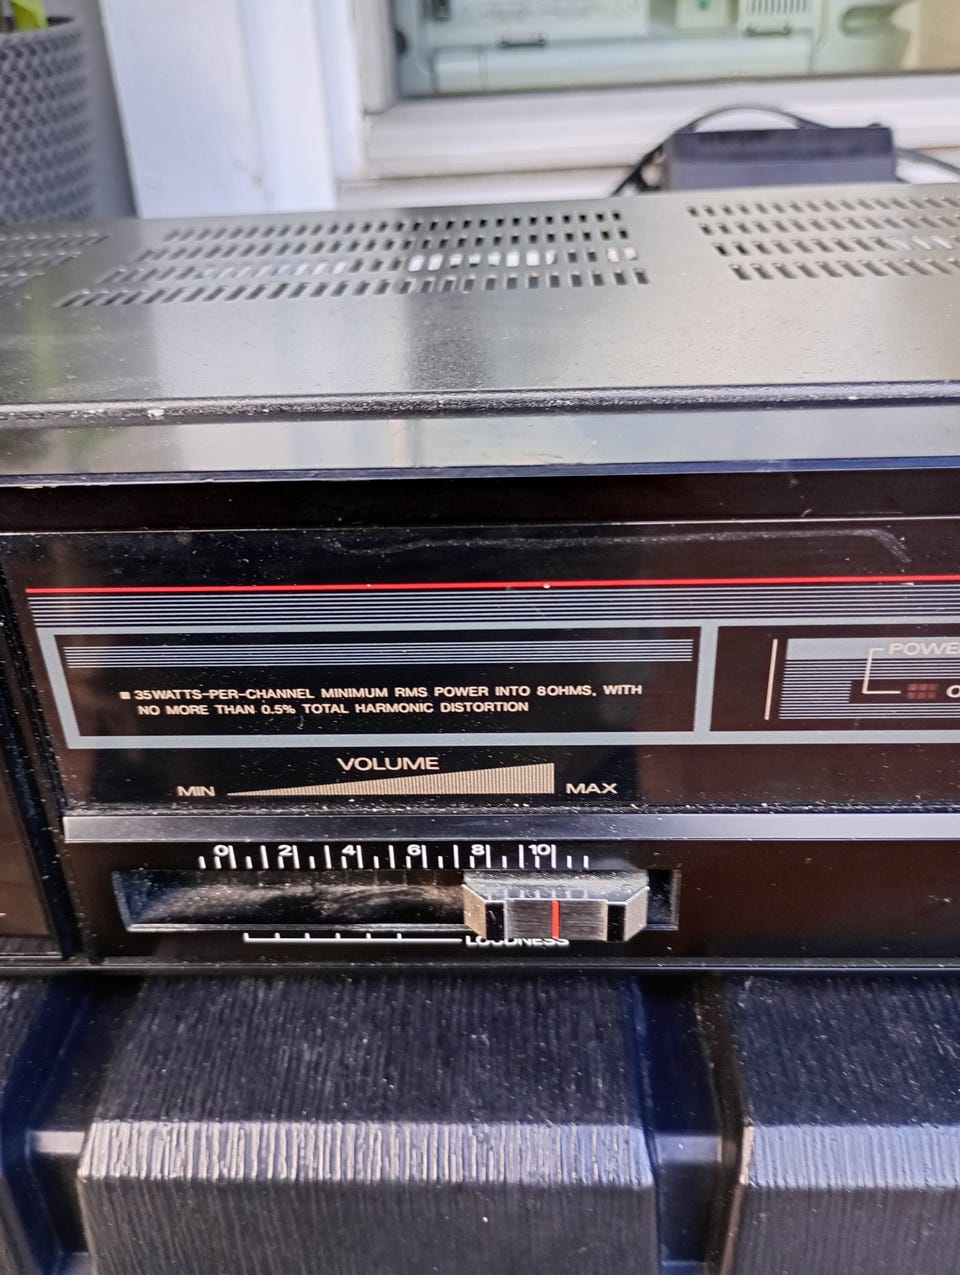 ■ 35WATTS-PER-CHANNEL MINIMUM RMS POWER INTO 8OHMS, WITH
NO MORE THAN 0.5% TOTAL HARMONIC DISTORTION
POWE
VOLUME
MIN
MAX
0 2 4 6 8 10
LOUDNESS